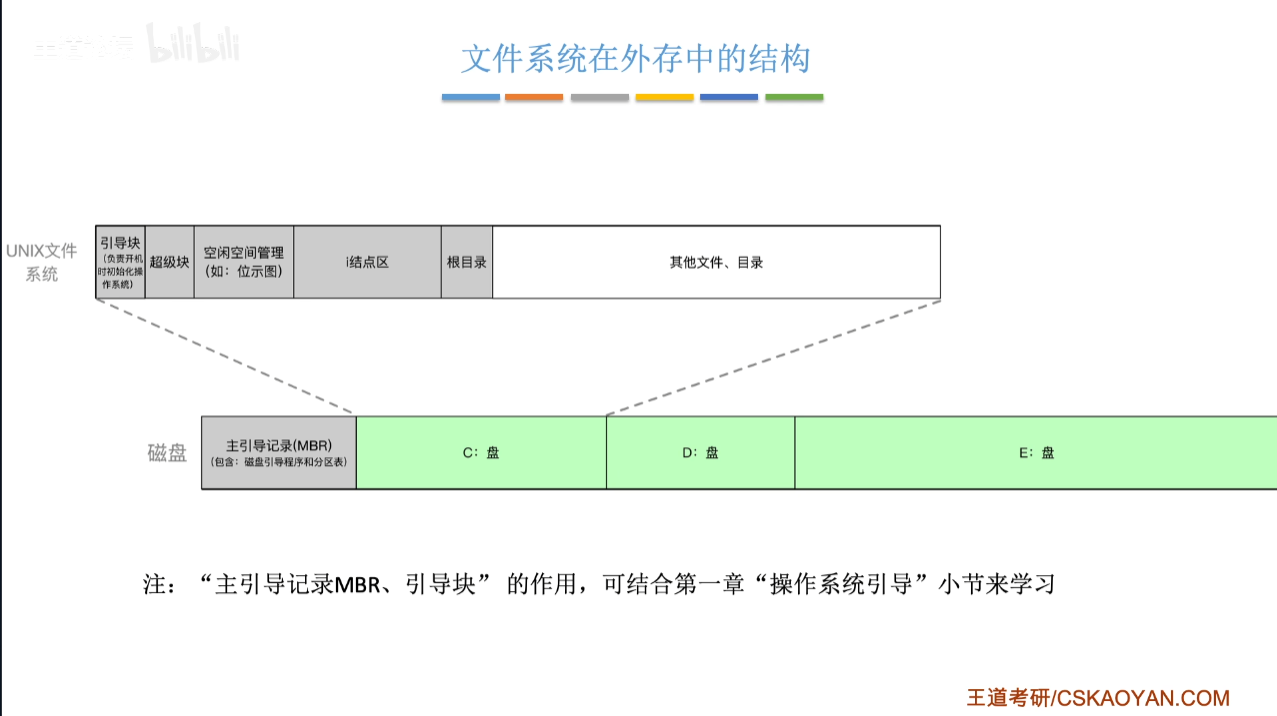 bilibili
文件系统在外存中的结构
UNIX文件
系统
引导块
（负责开机
时初始化操
作系统）
超级块
空闲空间管理
（如：位示图）
i结点区
根目录
其他文件、目录
磁盘
主引导记录(MBR)
（包含：磁盘引导程序和分区表）
C：盘
D：盘
E：盘
注：“主引导记录MBR、引导块” 的作用，可结合第一章“操作系统引导”小节来学习
王道考研/CSKAOYAN.COM